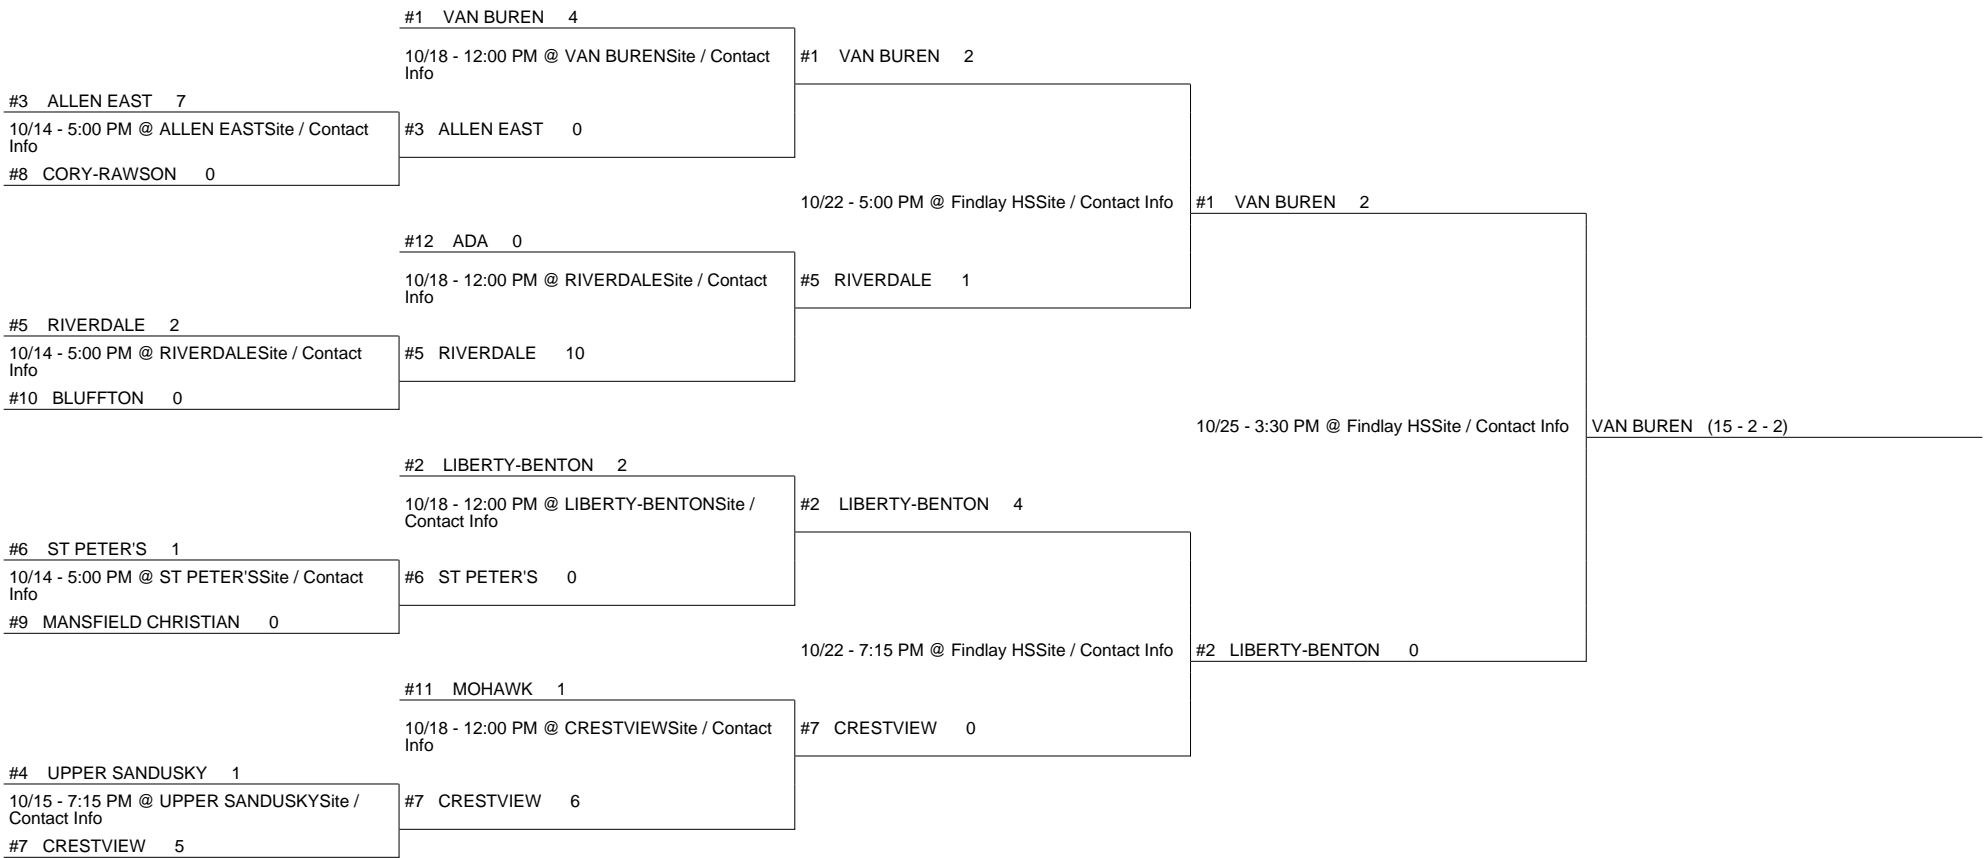 #1 VAN BUREN 4
10/18 - 12:00 PM @ VAN BURENSite / Contact
Info
#1 VAN BUREN 2
#3 ALLEN EAST 7
10/14 - 5:00 PM @ ALLEN EASTSite / Contact
Info
#3 ALLEN EAST 0
#8 CORY-RAWSON 0
10/22 - 5:00 PM @ Findlay HSSite / Contact Info
#1 VAN BUREN 2
#12 ADA 0
10/18 - 12:00 PM @ RIVERDALESite / Contact
Info
#5 RIVERDALE 1
#5 RIVERDALE 2
10/14 - 5:00 PM @ RIVERDALESite / Contact
Info
#5 RIVERDALE 10
#10 BLUFFTON 0
10/25 - 3:30 PM @ Findlay HSSite / Contact Info
VAN BUREN (15 - 2 - 2)
#2 LIBERTY-BENTON 2
10/18 - 12:00 PM @ LIBERTY-BENTONSite /
Contact Info
#2 LIBERTY-BENTON 4
#6 ST PETER'S 1
10/14 - 5:00 PM @ ST PETER'SSite / Contact
Info
#6 ST PETER'S 0
#9 MANSFIELD CHRISTIAN 0
10/22 - 7:15 PM @ Findlay HSSite / Contact Info
#2 LIBERTY-BENTON 0
#11 MOHAWK 1
10/18 - 12:00 PM @ CRESTVIEWSite / Contact
Info
#7 CRESTVIEW 0
#4 UPPER SANDUSKY 1
10/15 - 7:15 PM @ UPPER SANDUSKYSite /
Contact Info
#7 CRESTVIEW 6
#7 CRESTVIEW 5